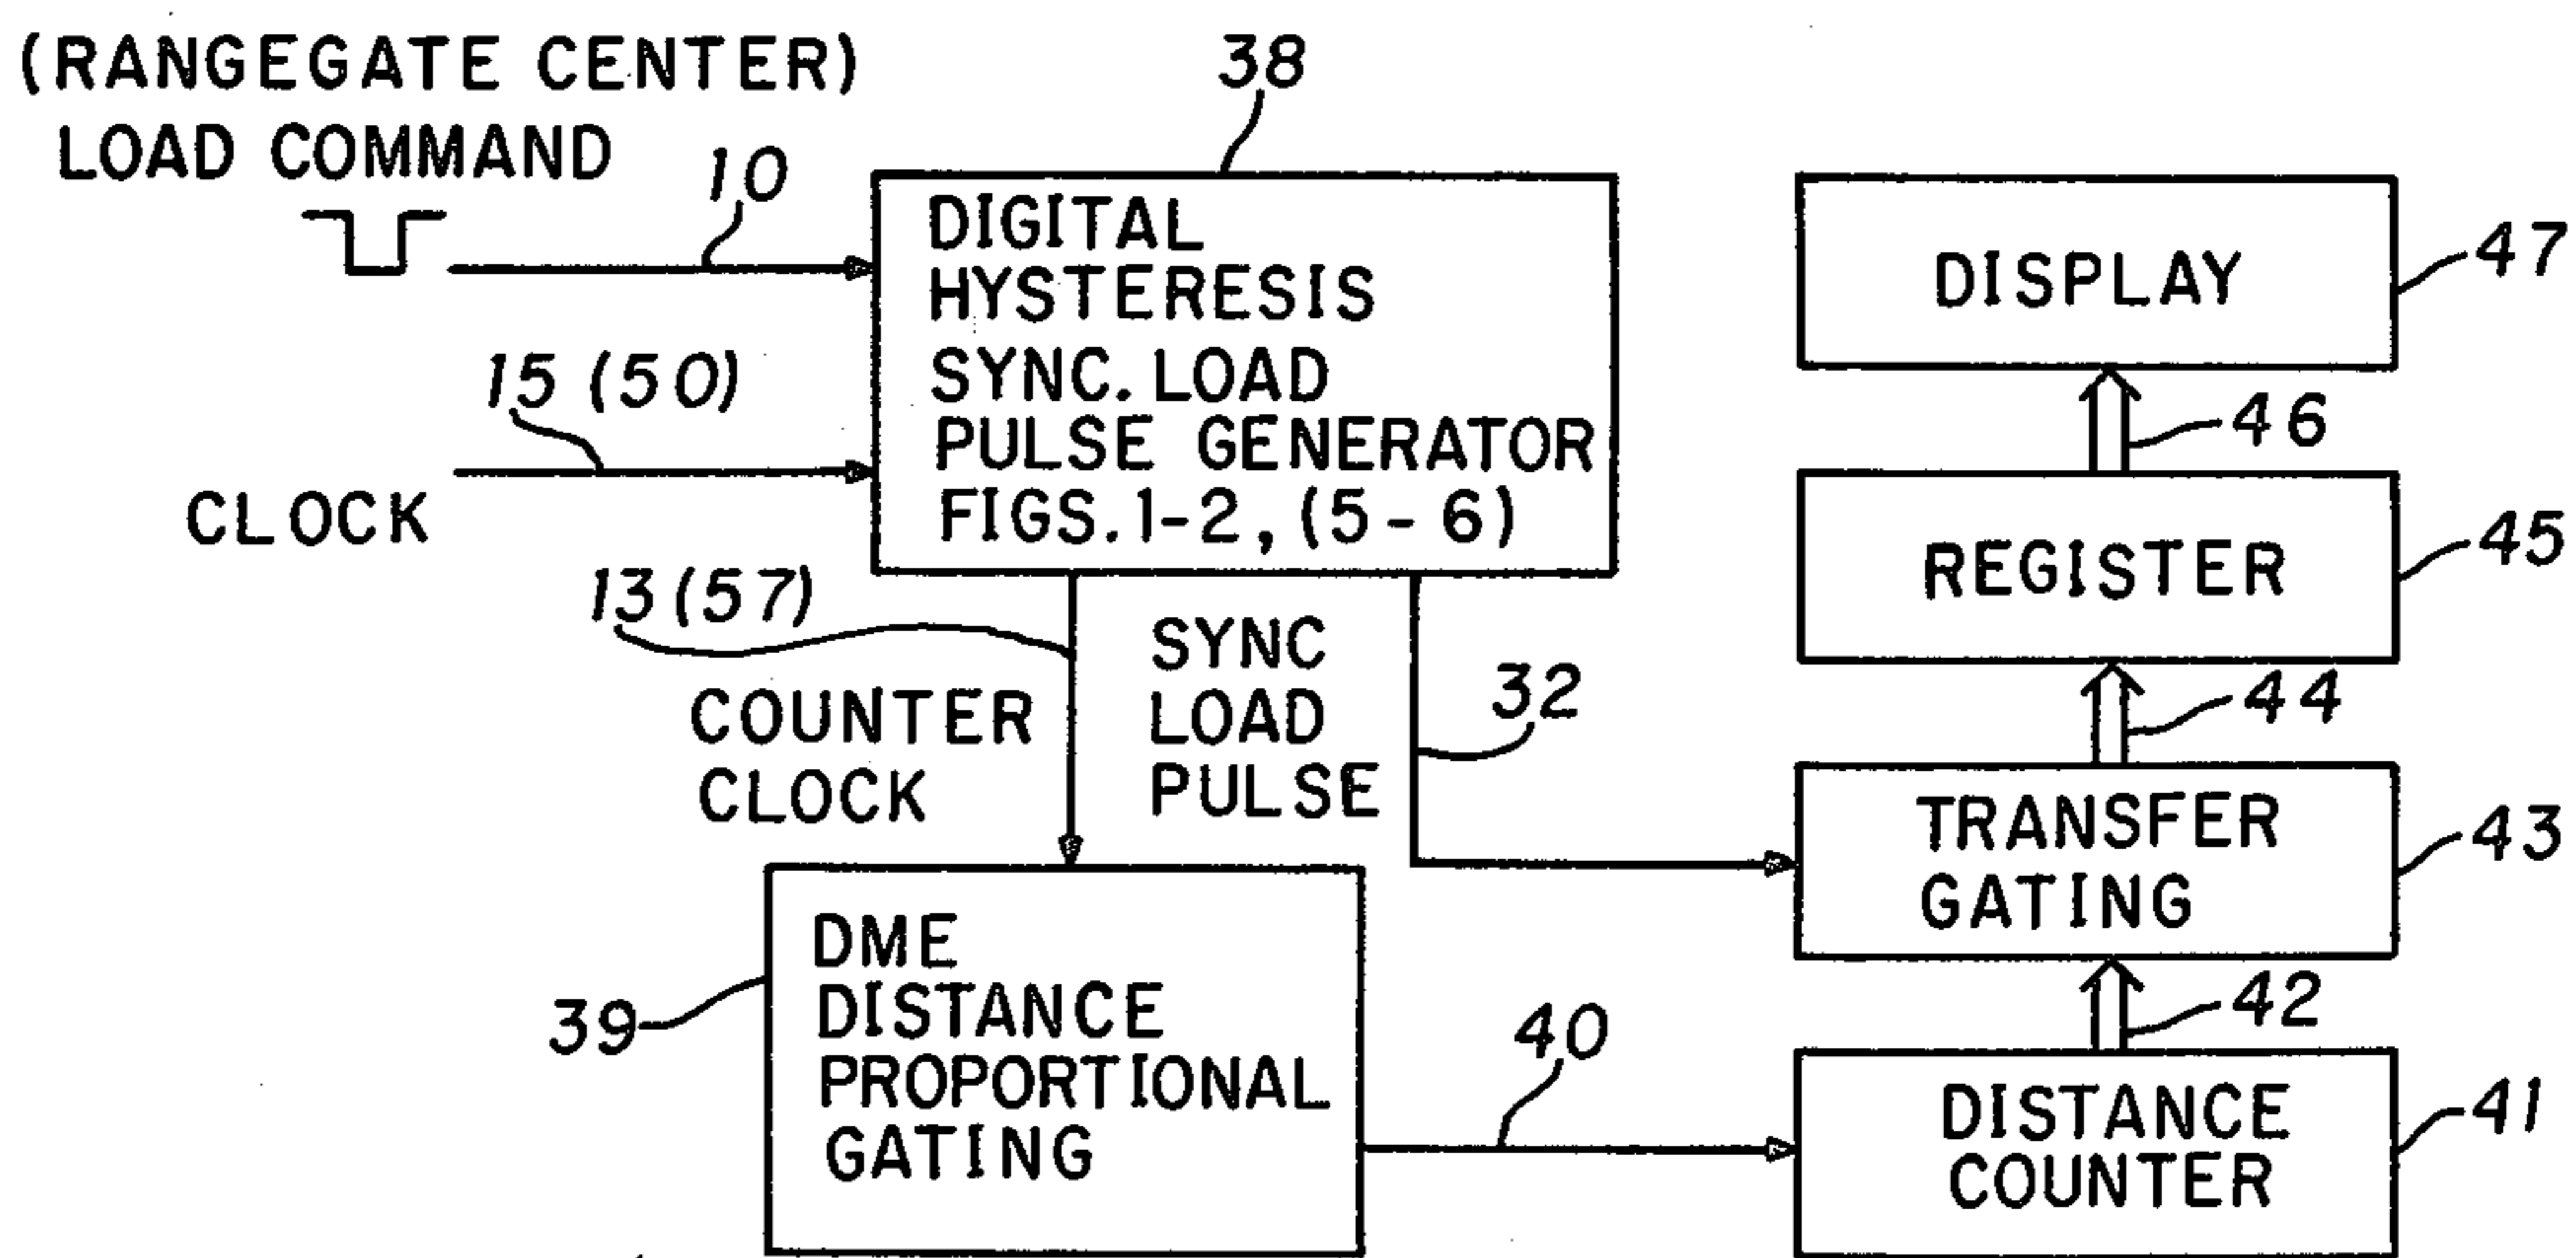 (RANGEGATE CENTER)
LOAD COMMAND
10
15 (50)
CLOCK
38
DIGITAL
HYSTERESIS
SYNC. LOAD
PULSE GENERATOR
FIGS. 1-2, (5-6)
13 (57)
COUNTER
CLOCK
SYNC
LOAD
PULSE
32
39
DME
DISTANCE
PROPORTIONAL
GATING
40
DISPLAY
47
46
REGISTER
45
44
TRANSFER
GATING
43
42
DISTANCE
COUNTER
41